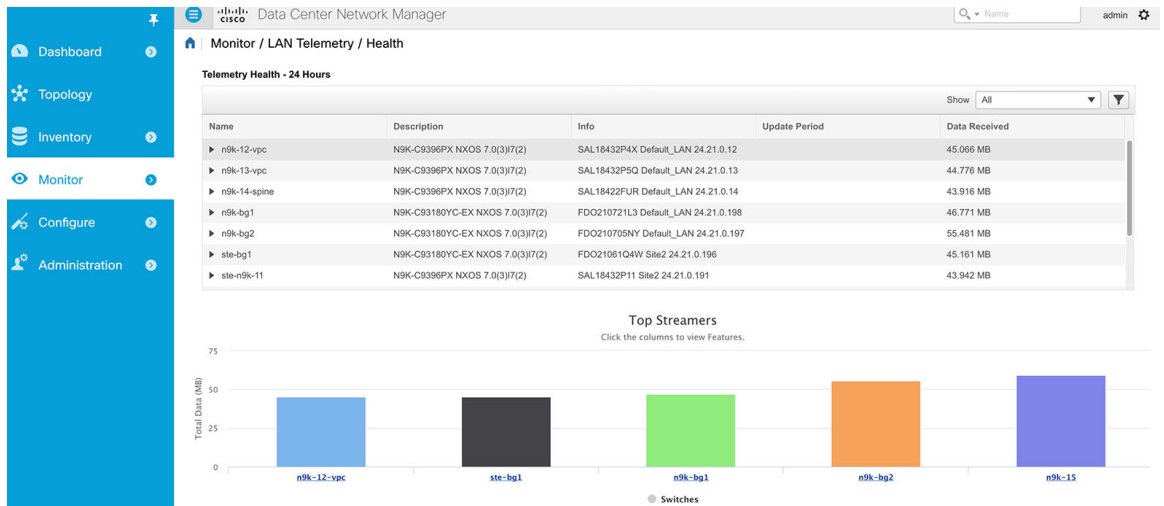 cisco Data Center Network Manager
Name
admin
Dashboard
Topology
Inventory
Monitor
Configure
Administration
Monitor / LAN Telemetry / Health
Telemetry Health - 24 Hours
Show All
Name Description Info Update Period Data Received
n9k-12-vpc N9K-C9396PX NXOS 7.0(3)I7(2) SAL18432P4X Default_LAN 24.21.0.12 45.066 MB
n9k-13-vpc N9K-C9396PX NXOS 7.0(3)I7(2) SAL18432P5Q Default_LAN 24.21.0.13 44.776 MB
n9k-14-spine N9K-C9396PX NXOS 7.0(3)I7(2) SAL18422FUR Default_LAN 24.21.0.14 43.916 MB
n9k-bg1 N9K-C93180YC-EX NXOS 7.0(3)I7(2) FDO210721L3 Default_LAN 24.21.0.198 46.771 MB
n9k-bg2 N9K-C93180YC-EX NXOS 7.0(3)I7(2) FDO210705NY Default_LAN 24.21.0.197 55.481 MB
ste-bg1 N9K-C93180YC-EX NXOS 7.0(3)I7(2) FDO21061Q4W Site2 24.21.0.196 45.161 MB
ste-n9k-11 N9K-C9396PX NXOS 7.0(3)I7(2) SAL18432P11 Site2 24.21.0.191 43.942 MB
Top Streamers
Click the columns to view Features.
Total Data (MB)
75
50
25
0
n9k-12-vpc ste-bg1 n9k-bg1 n9k-bg2 n9k-15
Switches